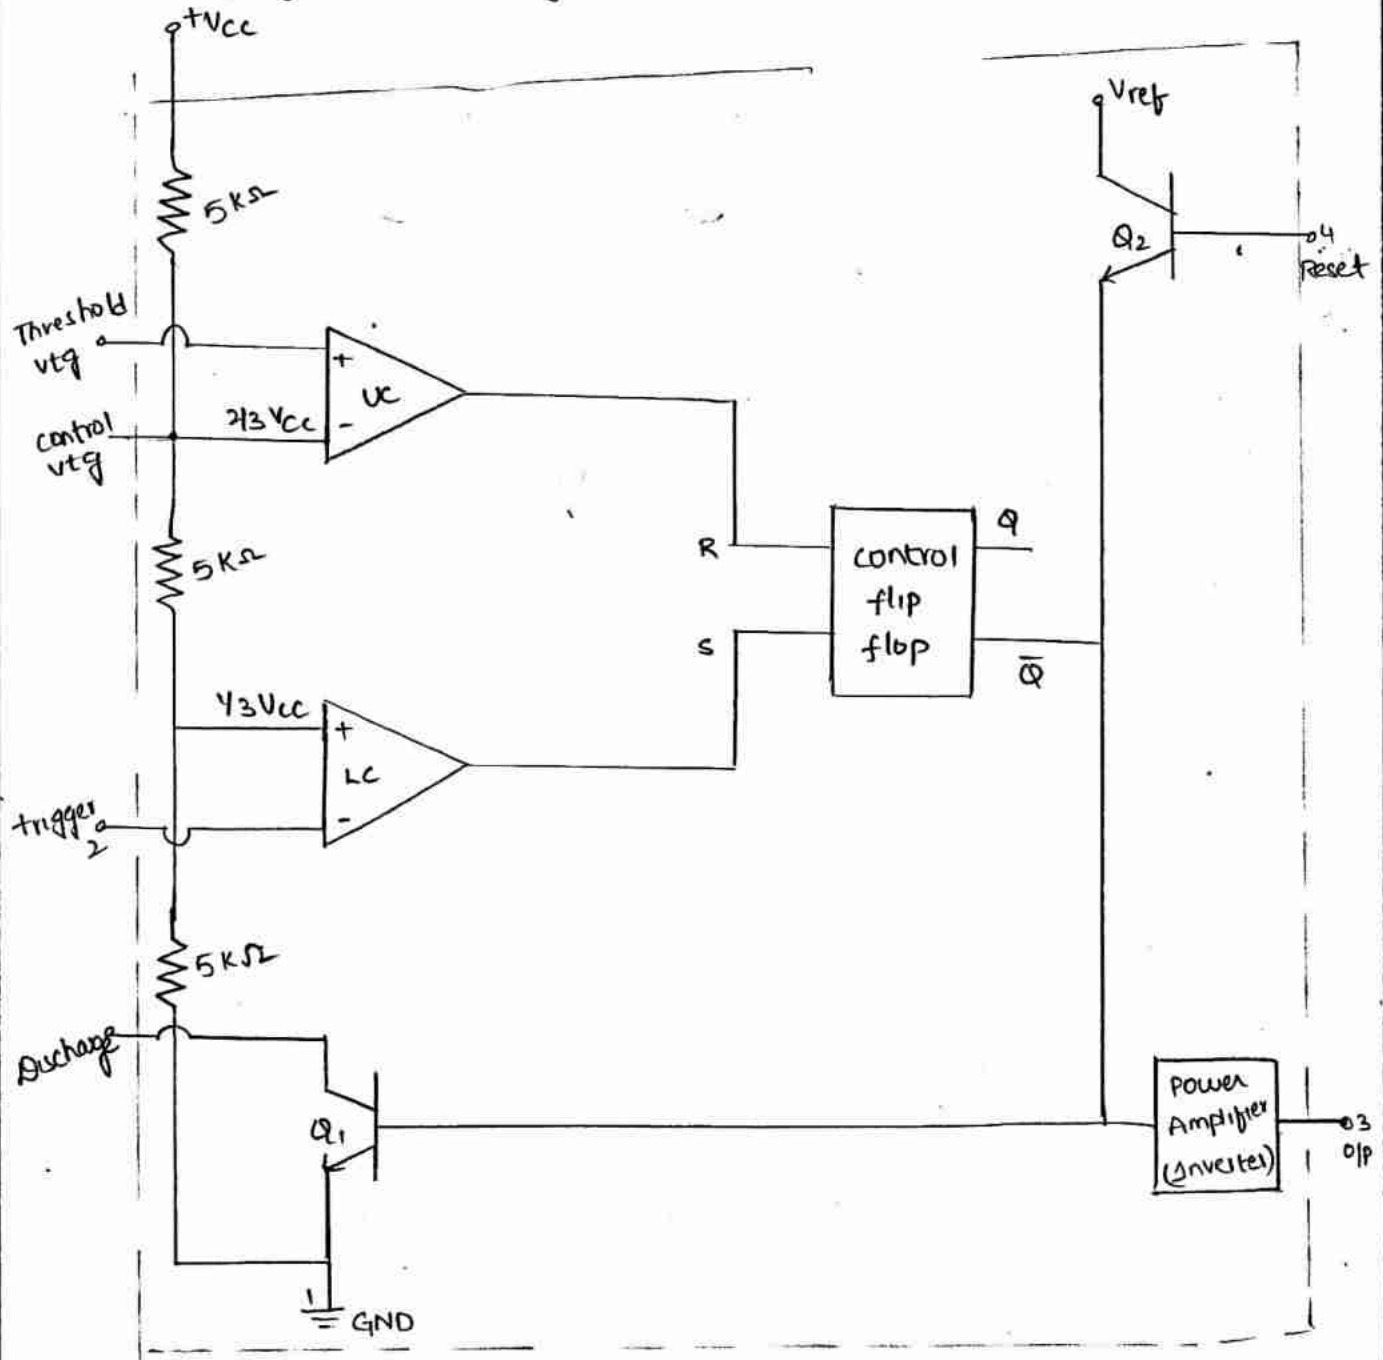 +VCC
Vref
5KΩ
Q2
4
Reset
Threshold
vtg
+
UC
2/3 VCC
-
control
vtg
5KΩ
R
control
flip
flop
Q
S
Q̅
1/3 VCC
+
LC
-
trigger
2
5KΩ
Discharge
Q1
Power
Amplifier
(Inverter)
3
O/P
1
GND